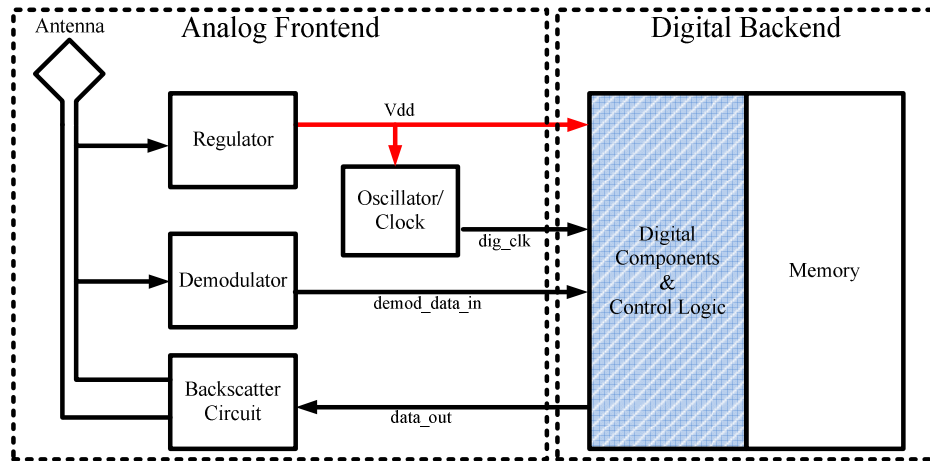 Antenna
Analog Frontend
Digital Backend
Regulator
Vdd
Oscillator/
Clock
dig_clk
Demodulator
demod_data_in
Digital
Components
&
Control Logic
Memory
Backscatter
Circuit
data_out